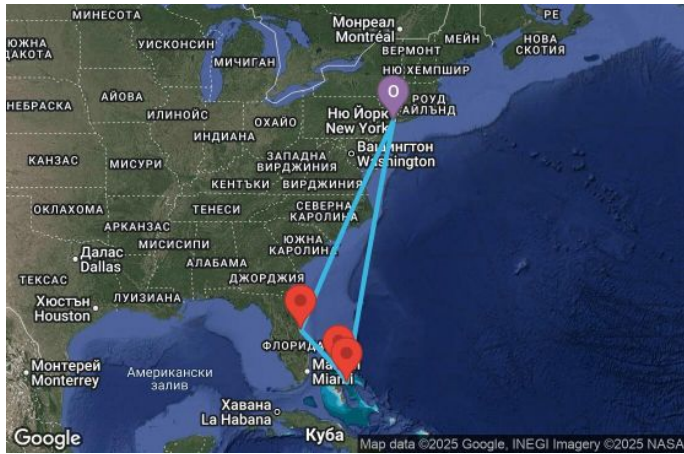 МИНЕСОТА
Монреал
Montréal
РЕ
ЮЖНА
ДАКОТА
УИСКОНСИН
МЕЙН
НОВА
СКОТИЯ
ВЕРМОНТ
МИЧИГАН
НЮ ХЕМПШИР
O
НЕБРАСКА
АЙОВА
РОУД
АЙЛЪНД
ИЛИНОЙС
ОХАЙО
Ню Йорк
New York
ИНДИАНА
Вашингтон
Washington
КАНЗАС
МИСУРИ
ЗАПАДНА
ВИРДЖИНИЯ
КЕНТЪКИ
ВИРДЖИНИЯ
ОКЛАХОМА
ТЕНЕСИ
СЕВЕРНА
КАРОЛИНА
АРКАНЗАС
МИСИСИПИ
ЮЖНА
КАРОЛИНА
Далас
Dallas
АЛАБАМА
ДЖОРДЖИЯ
ТЕКСАС
ЛУИЗИАНА
Хюстън
Houston
ФЛОРИДА
Монтерей
Monterrey
Американски
залив
Miami
Хавана
La Habana
Куба
Google
Map data ©2025 Google, INEGI Imagery ©2025 NASA